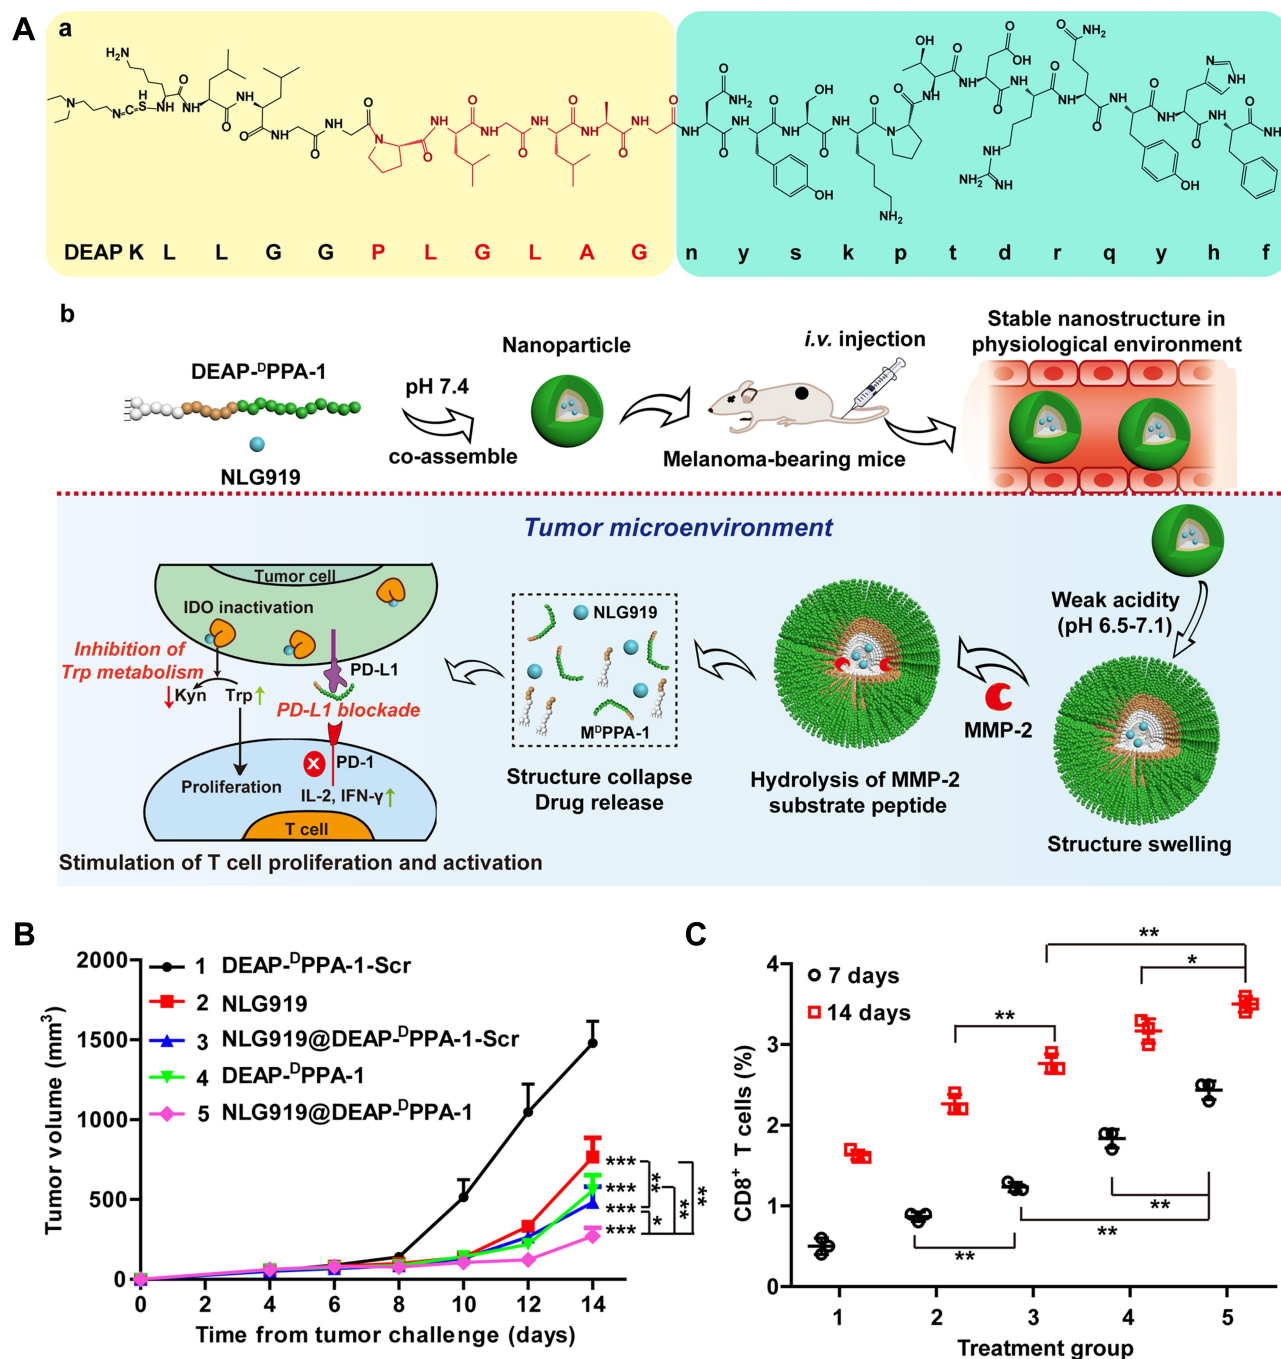 A
a
H₂N
N
N=C=S
H
NH
O
NH
O
NH
O
NH
O
NH
O
N
O
NH
O
NH
O
NH
O
NH
O
NH
O
NH
O
NH₂
O
NH
O
OH
NH
HO
O
NH
O
NH₂
N
O
OH
NH
O
O
OH
NH
O
NH₂
NH
NH
O
O
NH₂
NH
O
OH
NH
O
N
NH
NH
O
NH
DEAP K L L G G P L G L A G n y s k p t d r q y h f
b
DEAP-ᴰPPA-1
NLG919
pH 7.4
co-assemble
Nanoparticle
i.v. injection
Melanoma-bearing mice
Stable nanostructure in
physiological environment
Tumor microenvironment
Weak acidity
(pH 6.5-7.1)
Structure swelling
MMP-2
Hydrolysis of MMP-2
substrate peptide
NLG919
MᴰPPA-1
Structure collapse
Drug release
Tumor cell
IDO inactivation
Inhibition of
Trp metabolism
Kyn Trp
PD-L1
PD-L1 blockade
X
PD-1
Proliferation
IL-2, IFN-γ
T cell
Stimulation of T cell proliferation and activation
B
Tumor volume (mm³)
2000
1500
1000
500
0
1 DEAP-ᴰPPA-1-Scr
2 NLG919
3 NLG919@DEAP-ᴰPPA-1-Scr
4 DEAP-ᴰPPA-1
5 NLG919@DEAP-ᴰPPA-1
***
***
***
***
**
*
**
**
0 2 4 6 8 10 12 14
Time from tumor challenge (days)
C
CD8⁺ T cells (%)
4
3
2
1
0
7 days
14 days
**
*
**
**
**
**
1 2 3 4 5
Treatment group